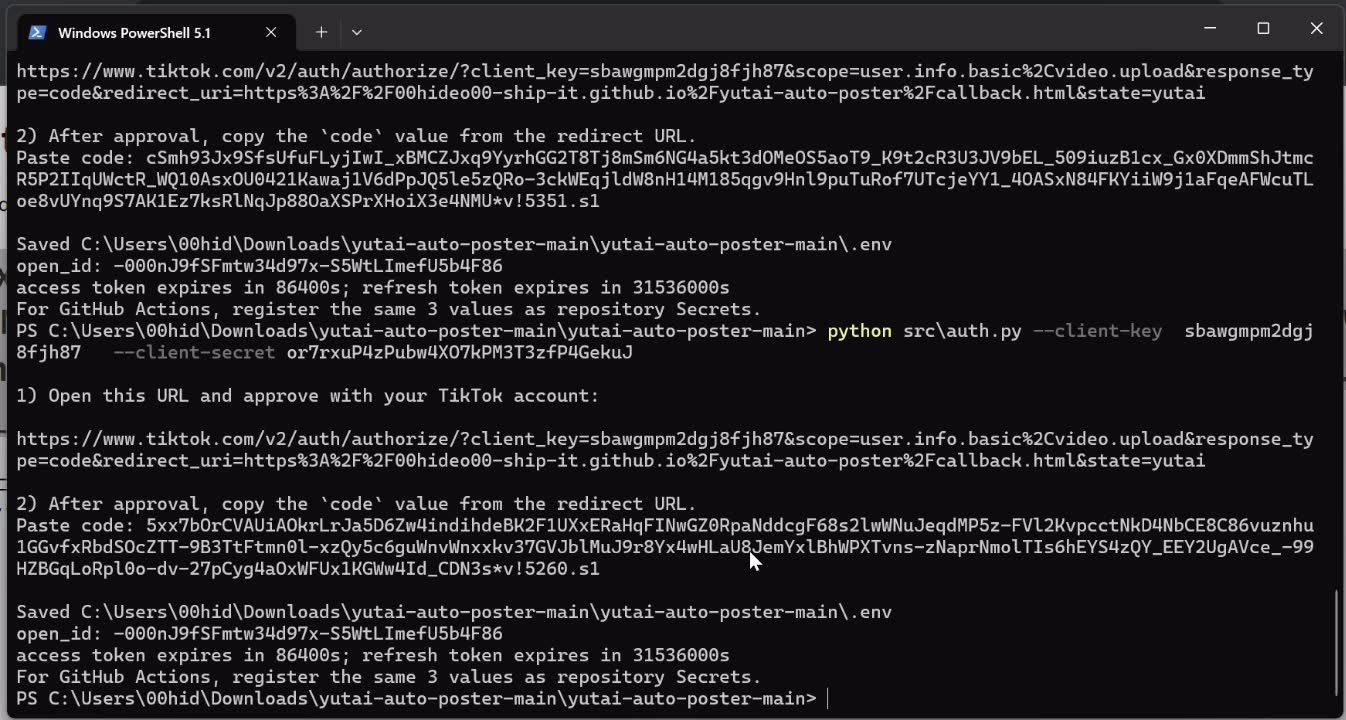 Windows PowerShell 5.1
https://www.tiktok.com/v2/auth/authorize/?client_key=sbawgmpm2dgj8fjh87&scope=user.info.basic%2Cvideo.upload&response_ty
pe=code&redirect_uri=https%3A%2F%2F00hideo00-ship-it.github.io%2Fyutai-auto-poster%2Fcallback.html&state=yutai
2) After approval, copy the `code` value from the redirect URL.
Paste code: cSmh93Jx9SfsUfuFLyjIwI_xBMCZJxq9YyrhGG2T8Tj8mSm6NG4a5kt3dOMeOS5aoT9_K9t2cR3U3JV9bEL_509iuzB1cx_Gx0XDmmShJtmc
R5P2IIqUWctR_WQ10AsxOU0421Kawaj1V6dPpJQ5le5zQRo-3ckWEqjldW8nH14M185qgv9Hnl9puTuRof7UTcjeYY1_4OASxN84FKYiiW9j1aFqeAFWcuTL
oe8vUYnq9S7AK1Ez7ksRlNqJp88OaXSPrXHoiX3e4NMU*v!5351.s1
Saved C:\Users\00hid\Downloads\yutai-auto-poster-main\yutai-auto-poster-main\.env
open_id: -000nJ9fSFmtw34d97x-S5WtLImefU5b4F86
access token expires in 86400s; refresh token expires in 31536000s
For GitHub Actions, register the same 3 values as repository Secrets.
PS C:\Users\00hid\Downloads\yutai-auto-poster-main\yutai-auto-poster-main> python src\auth.py --client-key  sbawgmpm2dgj
8fjh87   --client-secret or7rxuP4zPubw4XO7kPM3T3zfP4GekuJ
1) Open this URL and approve with your TikTok account:
https://www.tiktok.com/v2/auth/authorize/?client_key=sbawgmpm2dgj8fjh87&scope=user.info.basic%2Cvideo.upload&response_ty
pe=code&redirect_uri=https%3A%2F%2F00hideo00-ship-it.github.io%2Fyutai-auto-poster%2Fcallback.html&state=yutai
2) After approval, copy the `code` value from the redirect URL.
Paste code: 5xx7bOrCVAUiAOkrLrJa5D6Zw4indihdeBK2F1UXxERaHqFINwGZ0RpaNddcgF68s2lwWNuJeqdMP5z-FVl2KvpcctNkD4NbCE8C86vuznhu
1GGvfxRbdSOcZTT-9B3TtFtmn0l-xzQy5c6guWnvWnxxkv37GVJblMuJ9r8Yx4wHLaU8JemYxlBhWPXTvns-zNaprNmolTIs6hEYS4zQY_EEY2UgAVce_-99
HZBGqLoRpl0o-dv-27pCyg4aOxWFUx1KGWw4Id_CDN3s*v!5260.s1
Saved C:\Users\00hid\Downloads\yutai-auto-poster-main\yutai-auto-poster-main\.env
open_id: -000nJ9fSFmtw34d97x-S5WtLImefU5b4F86
access token expires in 86400s; refresh token expires in 31536000s
For GitHub Actions, register the same 3 values as repository Secrets.
PS C:\Users\00hid\Downloads\yutai-auto-poster-main\yutai-auto-poster-main>